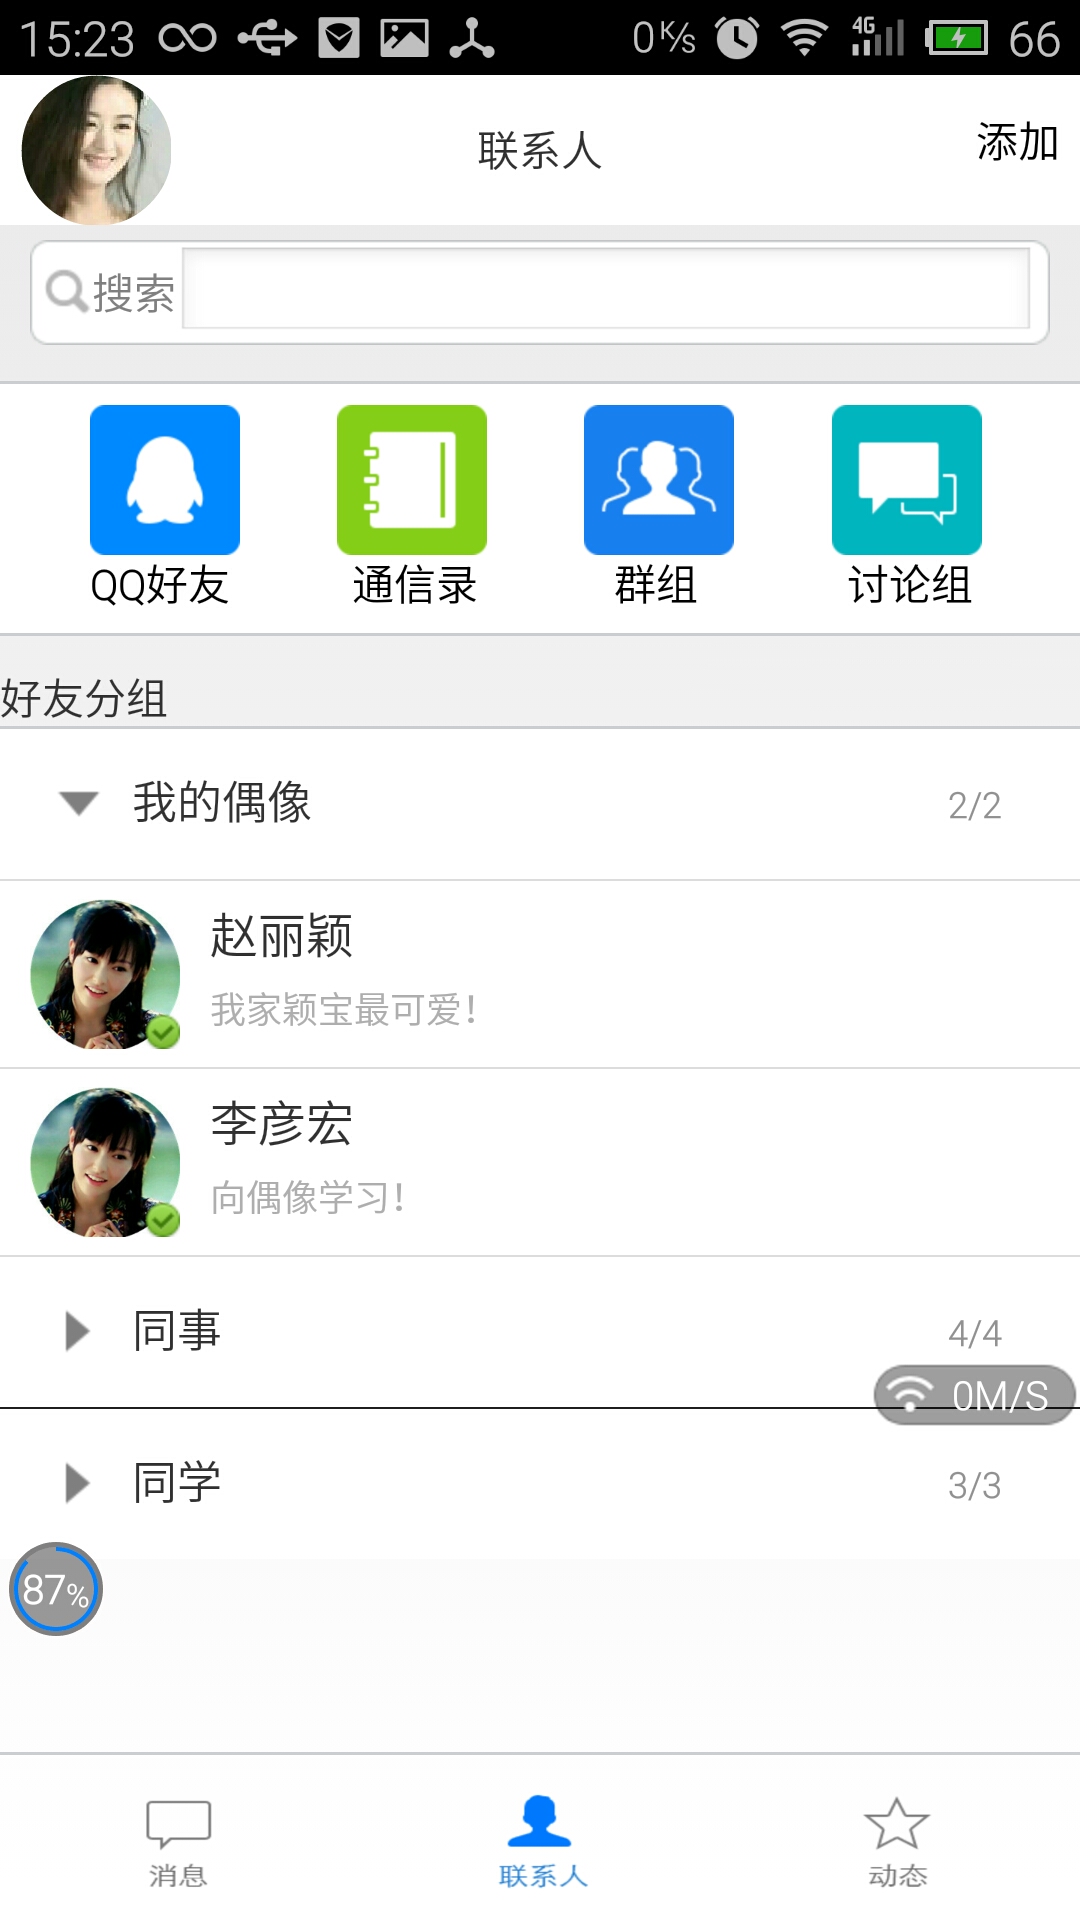 15:23 0K/s 4G 66
联系人 添加
搜索
QQ好友 通信录 群组 讨论组
好友分组
我的偶像 2/2
赵丽颖
我家颖宝最可爱!
李彦宏
向偶像学习!
同事 4/4
0M/S
同学 3/3
87%
消息 联系人 动态